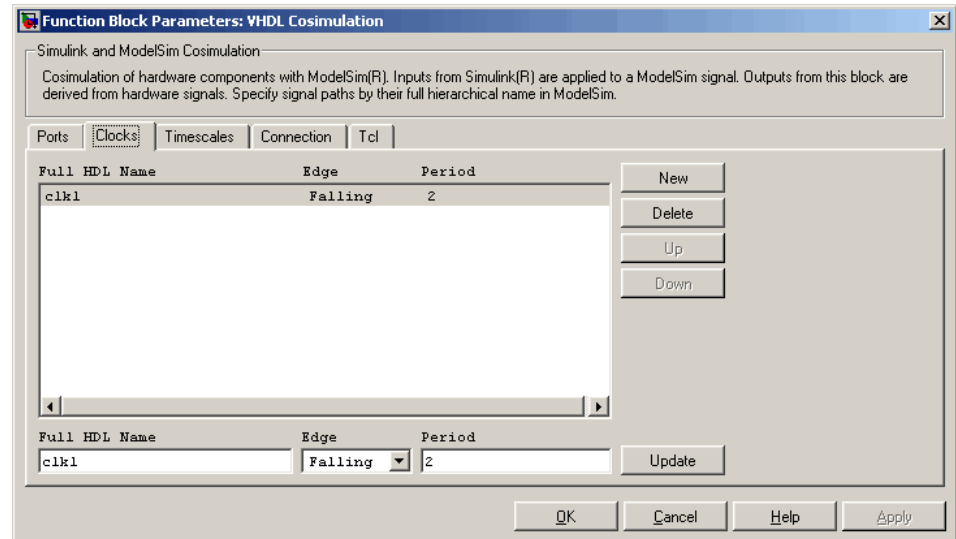 Function Block Parameters: VHDL Cosimulation
Simulink and ModelSim Cosimulation
Cosimulation of hardware components with ModelSim(R). Inputs from Simulink(R) are applied to a ModelSim signal. Outputs from this block are
derived from hardware signals. Specify signal paths by their full hierarchical name in ModelSim.
Ports Clocks Timescales Connection Tcl
Full HDL Name Edge Period
clk1 Falling 2
New
Delete
Up
Down
Full HDL Name Edge Period
clk1 Falling 2 Update
OK Cancel Help Apply